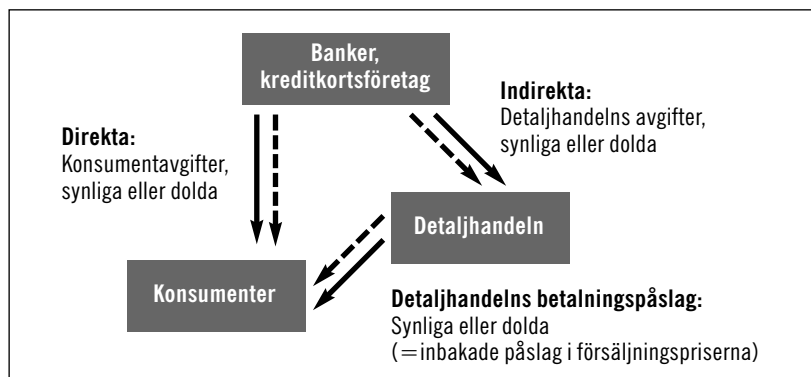 Banker,
kreditkortsföretag
Indirekta:
Detaljhandelns avgifter,
synliga eller dolda
Direkta:
Konsumentavgifter,
synliga eller dolda
Detaljhandeln
Konsumenter
Detaljhandelns betalningspåslag:
Synliga eller dolda
(=inbakade påslag i försäljningspriserna)